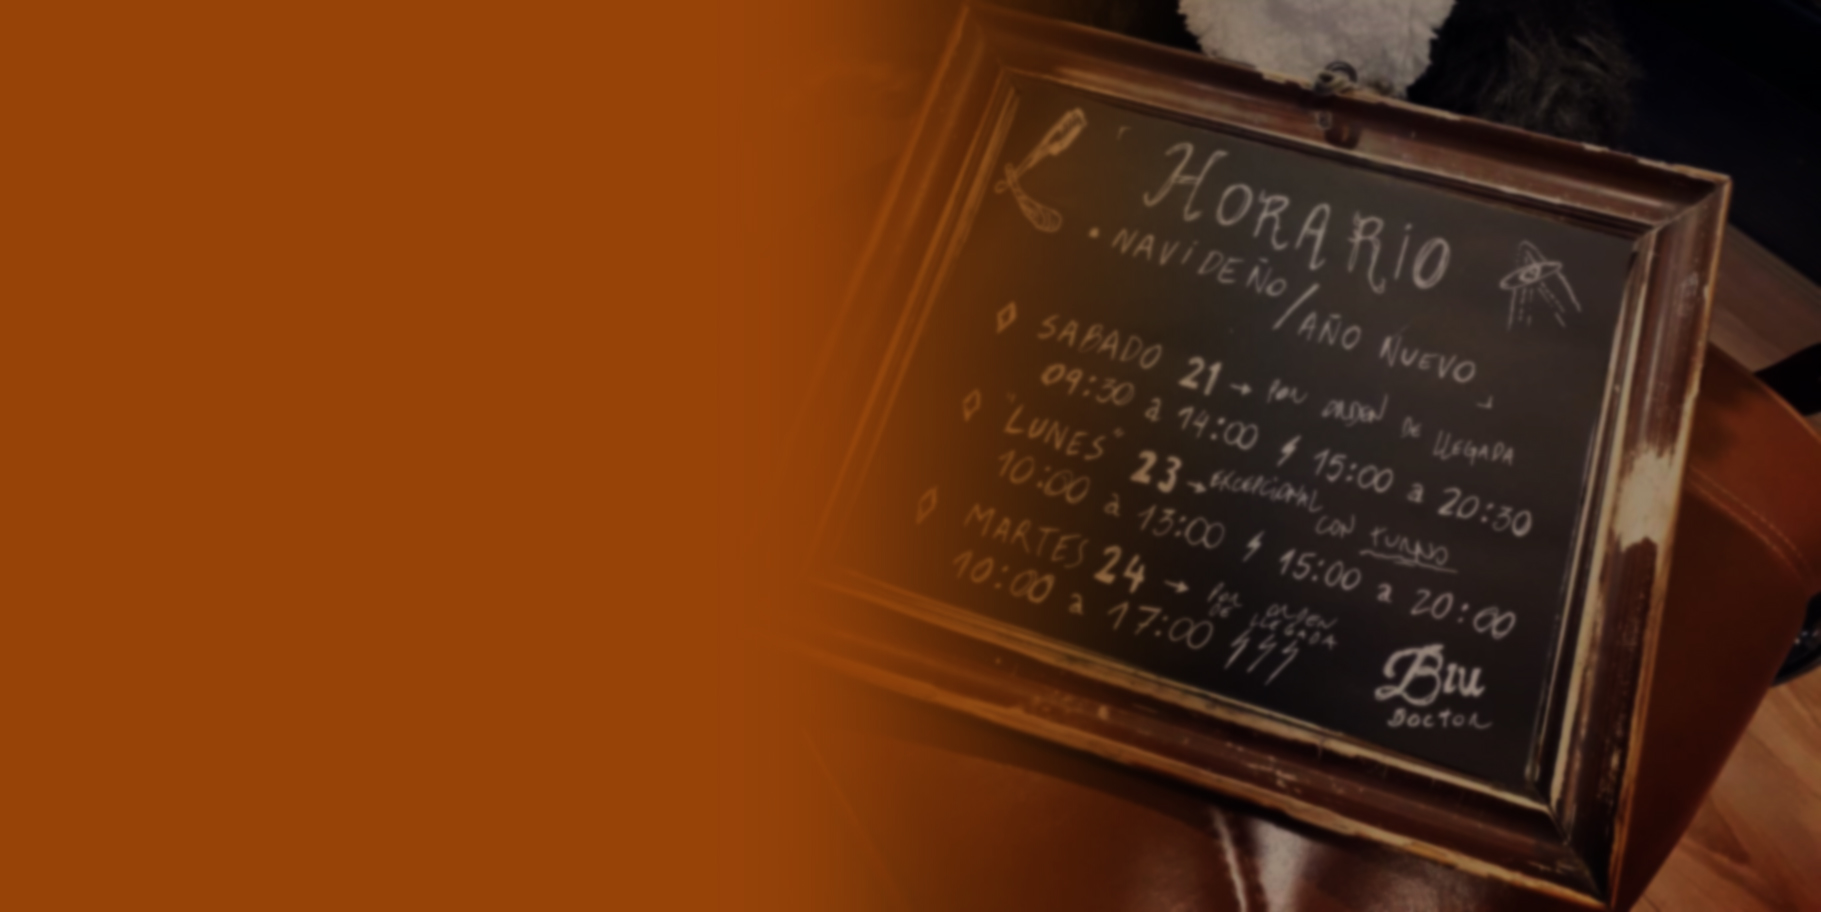 HORARIO
• NAViDEÑO/AÑO NUEVO
SABADO 21 → POR ORDEN DE LLEGADA
09:30 a 14:00 15:00 a 20:30
"LUNES" 23 → EXCEPCIONAL
CON TURNO
10:00 a 13:00 15:00 a 20:00
MARTES 24 → POR ORDEN
DE LLEGADA
10:00 a 17:00
Biu
DOCTOR